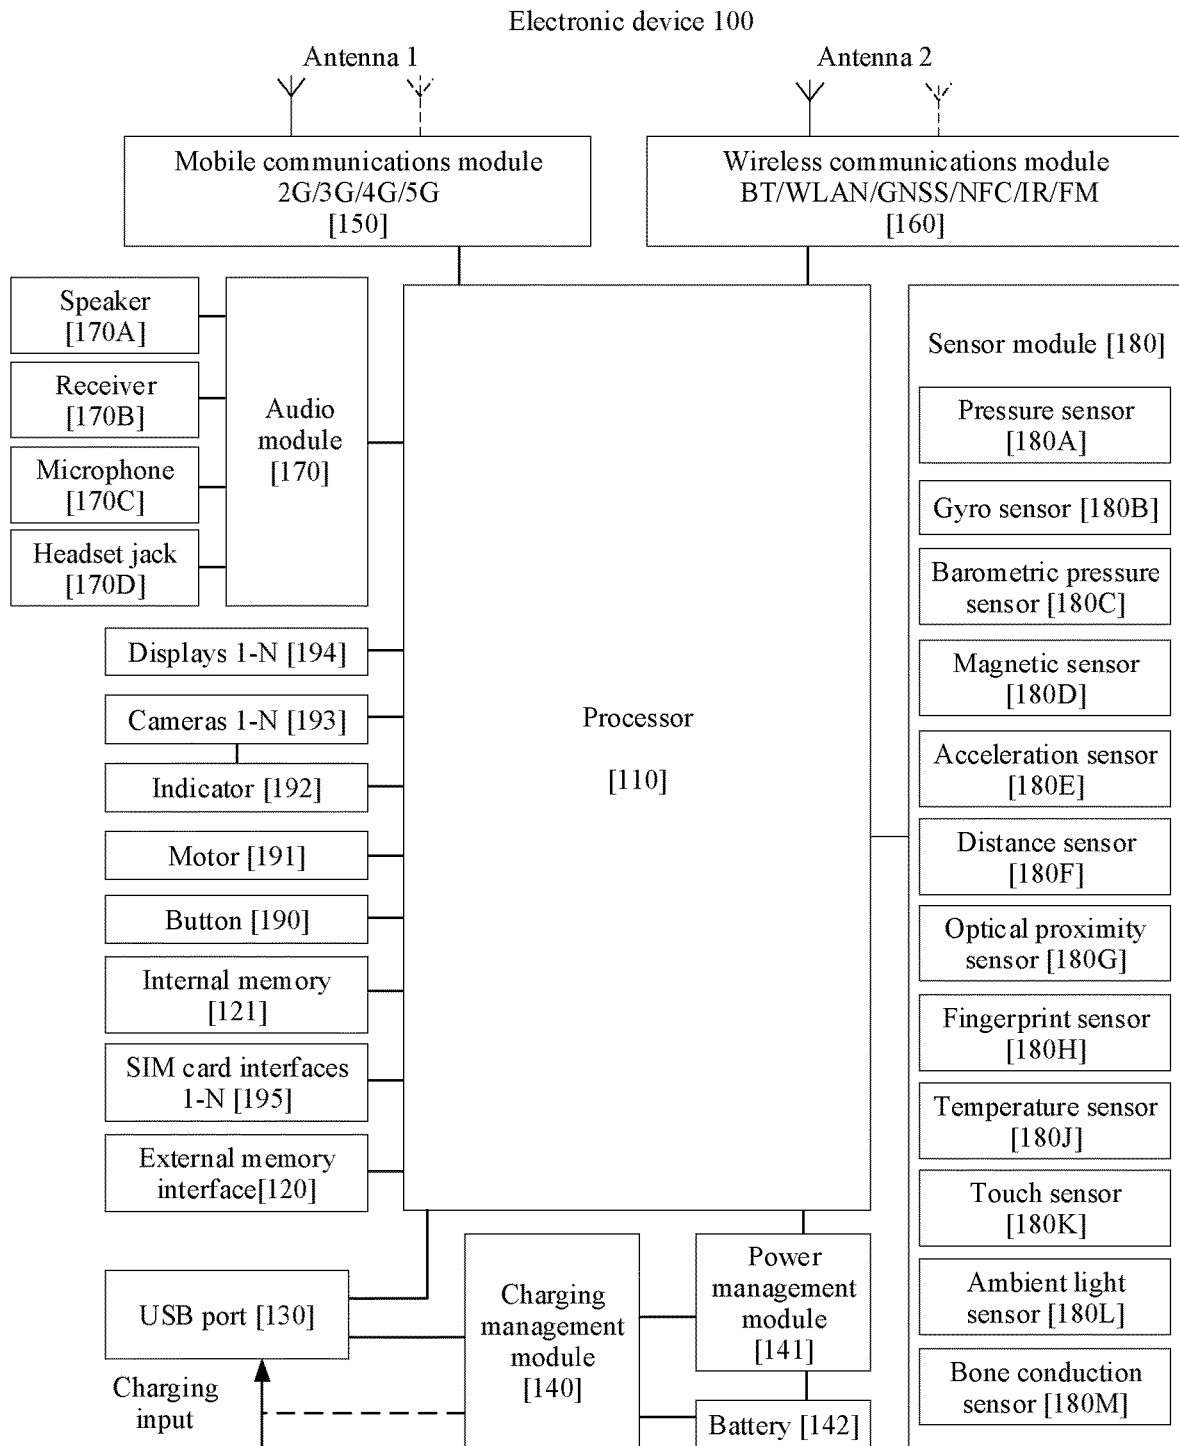 Electronic device 100
Antenna 1
Antenna 2
Mobile communications module
2G/3G/4G/5G
[150]
Wireless communications module
BT/WLAN/GNSS/NFC/IR/FM
[160]
Speaker
[170A]
Receiver
[170B]
Microphone
[170C]
Headset jack
[170D]
Audio
module
[170]
Displays 1-N [194]
Cameras 1-N [193]
Indicator [192]
Motor [191]
Button [190]
Internal memory
[121]
SIM card interfaces
1-N [195]
External memory
interface[120]
Processor
[110]
Sensor module [180]
Pressure sensor
[180A]
Gyro sensor [180B]
Barometric pressure
sensor [180C]
Magnetic sensor
[180D]
Acceleration sensor
[180E]
Distance sensor
[180F]
Optical proximity
sensor [180G]
Fingerprint sensor
[180H]
Temperature sensor
[180J]
Touch sensor
[180K]
Ambient light
sensor [180L]
Bone conduction
sensor [180M]
USB port [130]
Charging
input
Charging
management
module
[140]
Power
management
module
[141]
Battery [142]